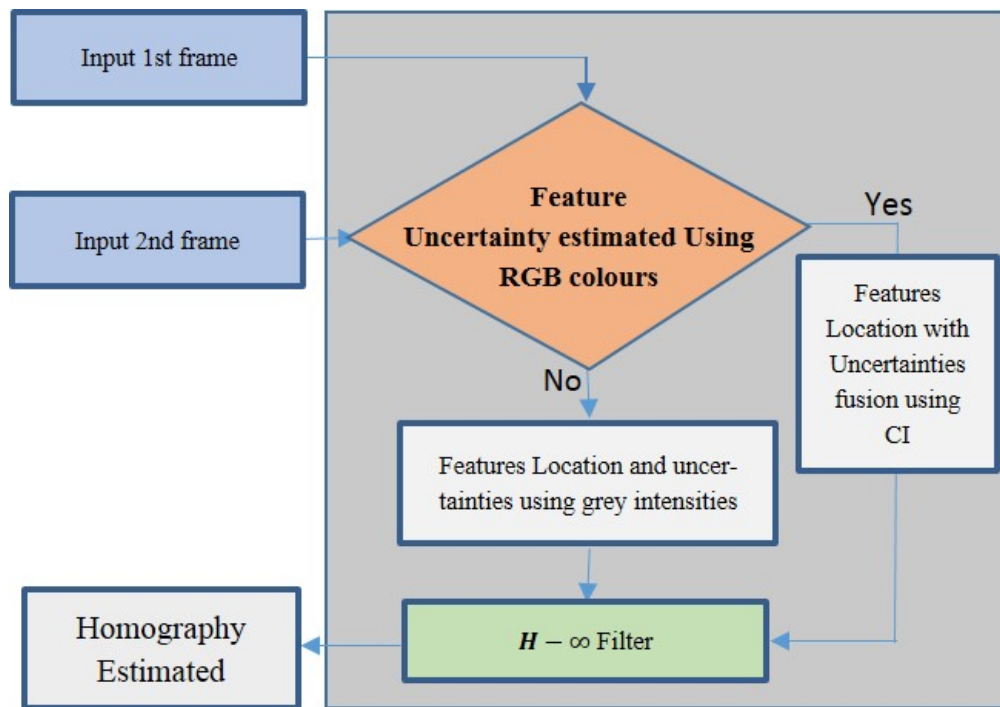 Input 1st frame
Input 2nd frame
Feature
Uncertainty estimated Using
RGB colours
Yes
No
Features
Location with
Uncertainties
fusion using
CI
Features Location and uncer-
tainties using grey intensities
H − ∞ Filter
Homography
Estimated